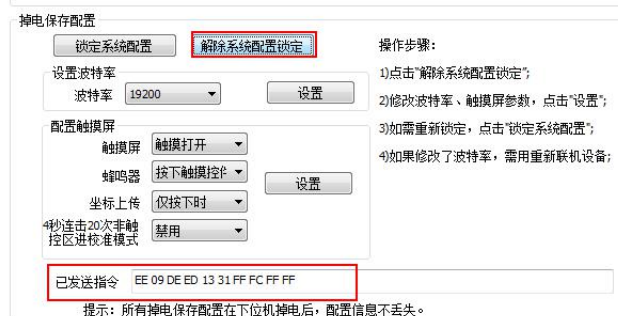 掉电保存配置
锁定系统配置 解除系统配置锁定
操作步骤:
设置波特率
1)点击"解除系统配置锁定";
波特率 19200 设置
2)修改波特率、触摸屏参数，点击"设置";
配置触摸屏
3)如需重新锁定，点击"锁定系统配置";
触摸屏 触摸打开
4)如果修改了波特率，需用重新联机设备;
蜂鸣器 按下触摸控件
设置
坐标上传 仅按下时
4秒连击20次非触
控区进校准模式 禁用
已发送指令 EE 09 DE ED 13 31 FF FC FF FF
提示: 所有掉电保存配置在下位机掉电后，配置信息不丢失。